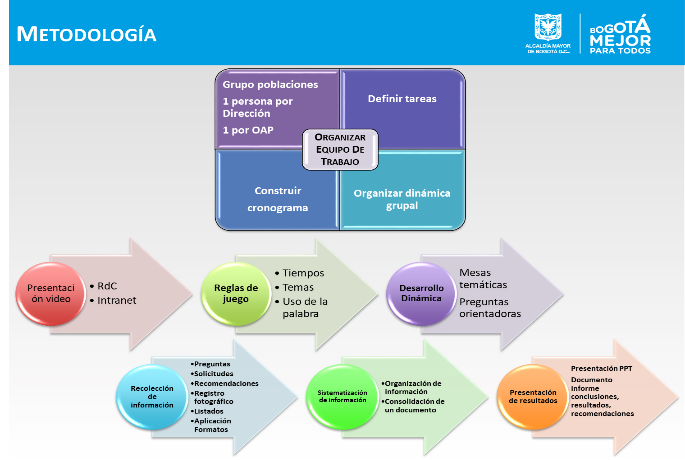 METODOLOGÍA
ALCALDÍA MAYOR
DE BOGOTÁ D.C.
BOGOTÁ
MEJOR
PARA TODOS
Grupo poblaciones
1 persona por
Dirección
1 por OAP
Definir tareas
ORGANIZAR
EQUIPO DE
TRABAJO
Construir
cronograma
Organizar dinámica
grupal
Presentaci
ón video
• RdC
• Intranet
Reglas de
juego
• Tiempos
• Temas
• Uso de la
palabra
Desarrollo
Dinámica
Mesas
temáticas
Preguntas
orientadoras
Recolección
de
información
•Preguntas
•Solicitudes
•Recomendaciones
•Registro
fotográfico
•Listados
•Aplicación
Formatos
Sistematización
de información
•Organización de
información
•Consolidación de
un documento
Presentación
de resultados
Presentación PPT
Documento
Informe
conclusiones,
resultados,
recomendaciones